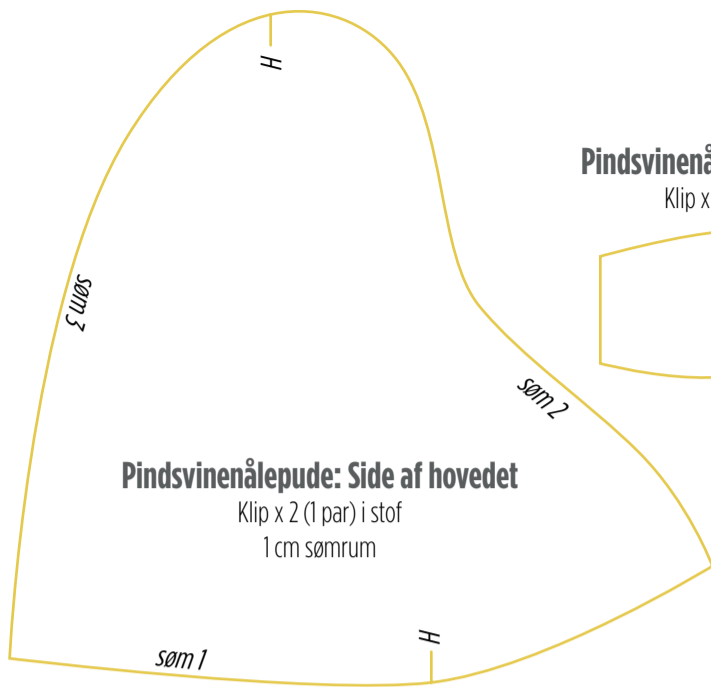 H
Pindsvinenå
Klip x
søm 3
søm 2
Pindsvinenålepude: Side af hovedet
Klip x 2 (1 par) i stof
1 cm sømrum
H
søm 1